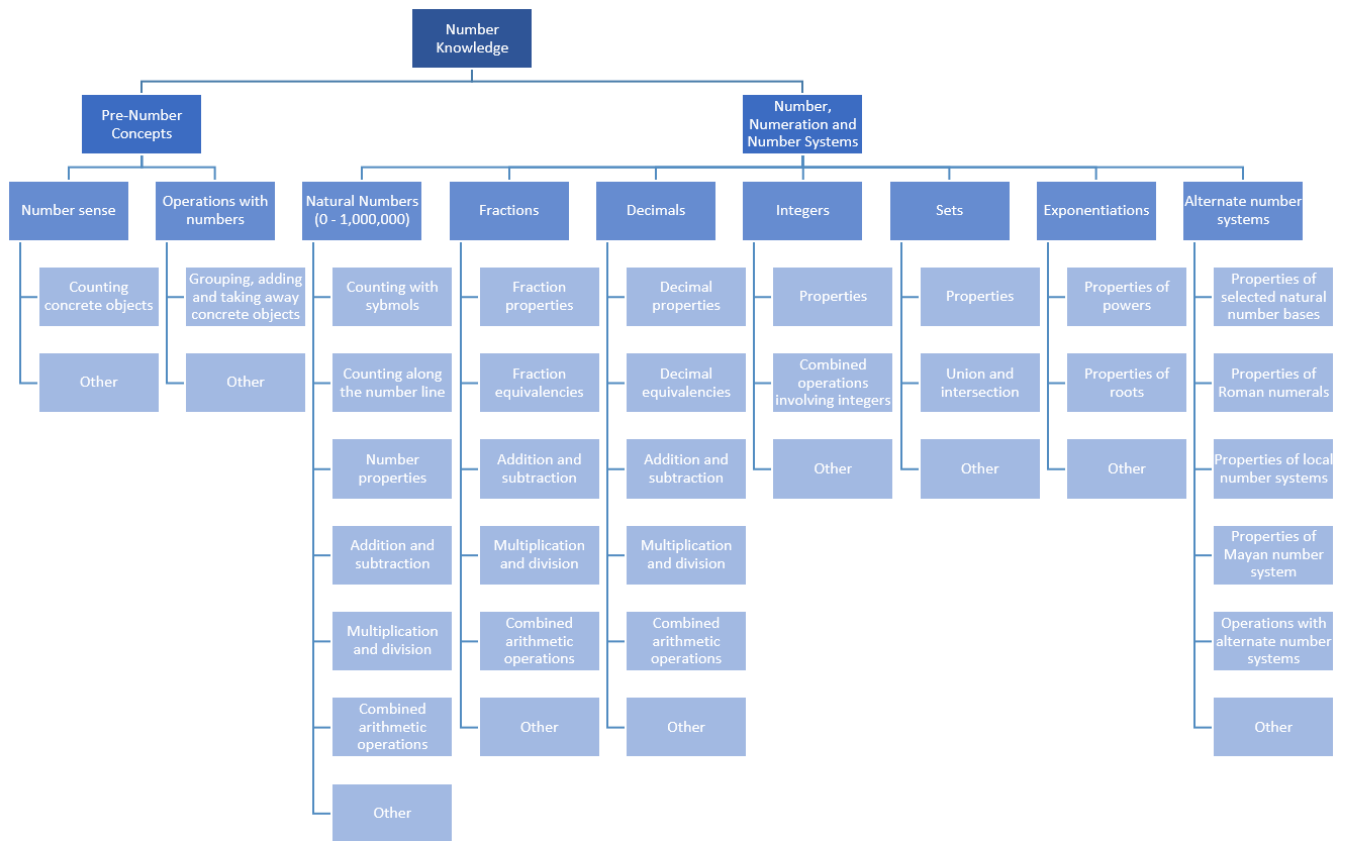 Number
Knowledge
Pre-Number
Concepts
Number,
Numeration and
Number Systems
Number sense
Operations with
numbers
Natural Numbers
(0 - 1,000,000)
Fractions
Decimals
Integers
Sets
Exponentiations
Alternate number
systems
Counting
concrete objects
Other
Grouping, adding
and taking away
concrete objects
Other
Counting with
sybmols
Counting along
the number line
Number
properties
Addition and
subtraction
Multiplication
and division
Combined
arithmetic
operations
Other
Fraction
properties
Fraction
equivalencies
Addition and
subtraction
Multiplication
and division
Combined
arithmetic
operations
Other
Decimal
properties
Decimal
equivalencies
Addition and
subtraction
Multiplication
and division
Combined
arithmetic
operations
Other
Properties
Combined
operations
involving integers
Other
Properties
Union and
intersection
Other
Properties of
powers
Properties of
roots
Other
Properties of
selected natural
number bases
Properties of
Roman numerals
Properties of local
number systems
Properties of
Mayan number
system
Operations with
alternate number
systems
Other